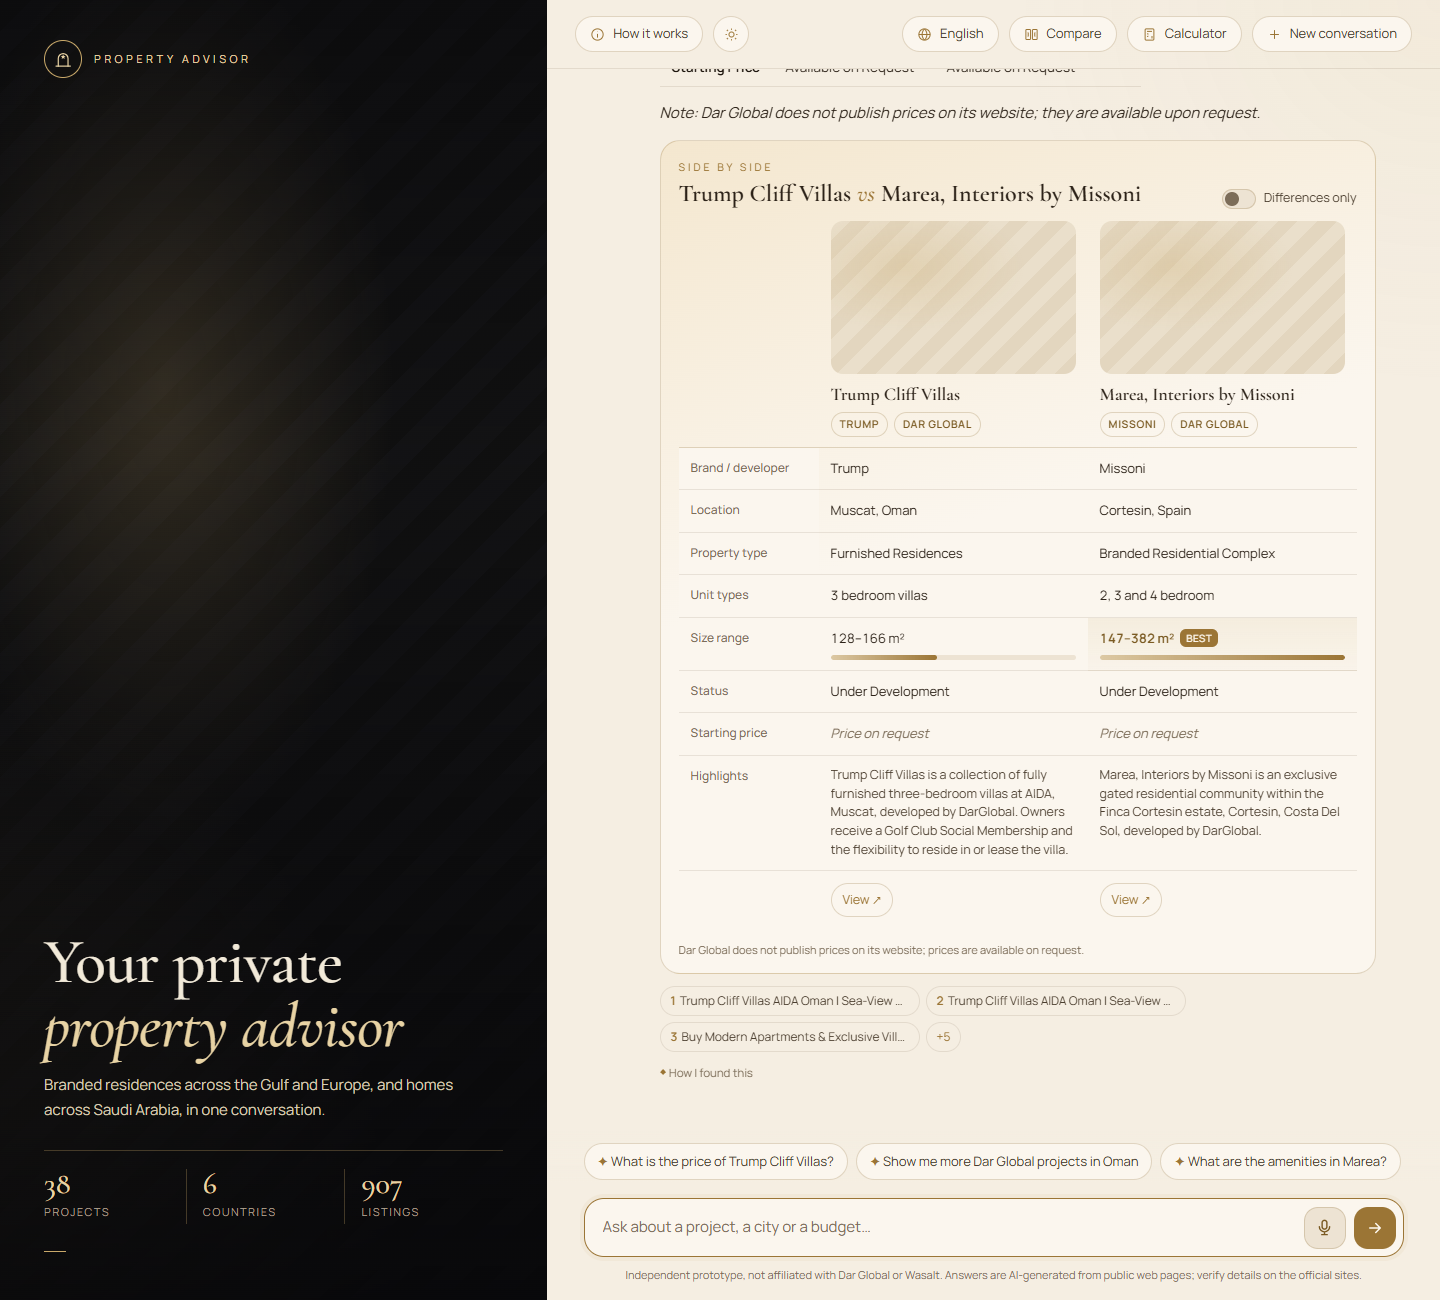 PROPERTY ADVISOR
Your private
property advisor
Branded residences across the Gulf and Europe, and homes
across Saudi Arabia, in one conversation.
38
PROJECTS
6
COUNTRIES
907
LISTINGS
How it works
English
Compare
Calculator
New conversation
Starting Price Available on Request Available on Request
Note: Dar Global does not publish prices on its website; they are available upon request.
SIDE BY SIDE
Trump Cliff Villas vs Marea, Interiors by Missoni
Differences only
Trump Cliff Villas
TRUMP DAR GLOBAL
Marea, Interiors by Missoni
MISSONI DAR GLOBAL
Brand / developer Trump Missoni
Location Muscat, Oman Cortesin, Spain
Property type Furnished Residences Branded Residential Complex
Unit types 3 bedroom villas 2, 3 and 4 bedroom
Size range 128–166 m² 147–382 m² BEST
Status Under Development Under Development
Starting price Price on request Price on request
Highlights
Trump Cliff Villas is a collection of fully
furnished three-bedroom villas at AIDA,
Muscat, developed by DarGlobal. Owners
receive a Golf Club Social Membership and
the flexibility to reside in or lease the villa.
Marea, Interiors by Missoni is an exclusive
gated residential community within the
Finca Cortesin estate, Cortesin, Costa Del
Sol, developed by DarGlobal.
View ↗ View ↗
Dar Global does not publish prices on its website; prices are available on request.
1 Trump Cliff Villas AIDA Oman | Sea-View ...
2 Trump Cliff Villas AIDA Oman | Sea-View ...
3 Buy Modern Apartments & Exclusive Vill...
+5
How I found this
What is the price of Trump Cliff Villas?
Show me more Dar Global projects in Oman
What are the amenities in Marea?
Ask about a project, a city or a budget...
Independent prototype, not affiliated with Dar Global or Wasalt. Answers are AI-generated from public web pages; verify details on the official sites.